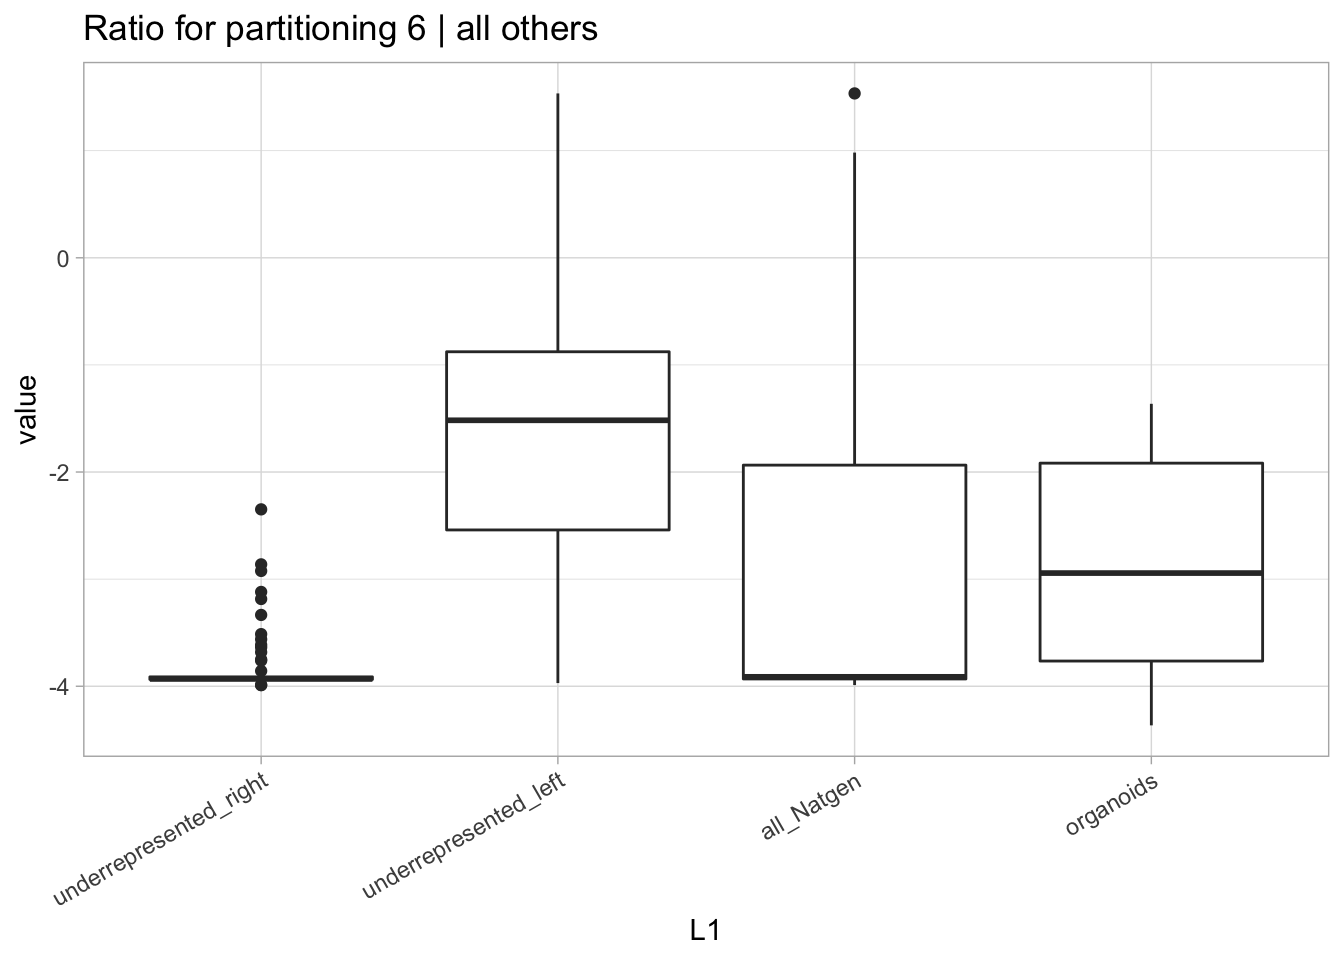 Ratio for partitioning 6 | all others
value
0
-2
-4
underrepresented_right
underrepresented_left
all_Natgen
organoids
L1